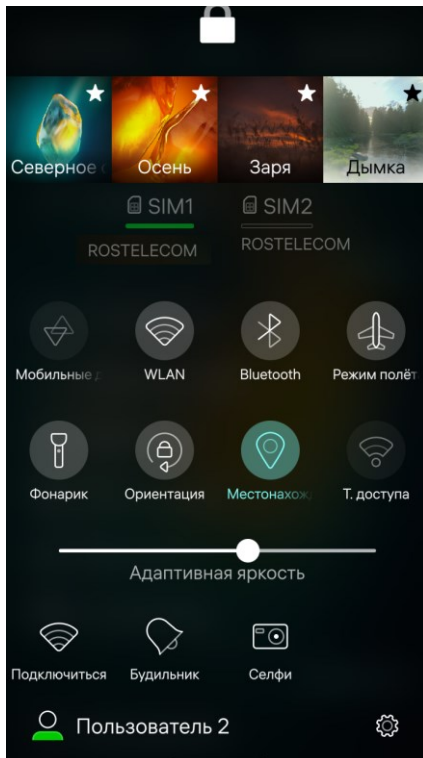 Северное с
Осень
Заря
Дымка
SIM1
SIM2
ROSTELECOM
ROSTELECOM
Мобильные д
WLAN
Bluetooth
Режим полёт
Фонарик
Ориентация
Местонахож
Т. доступа
Адаптивная яркость
Подключиться
Будильник
Селфи
Пользователь 2